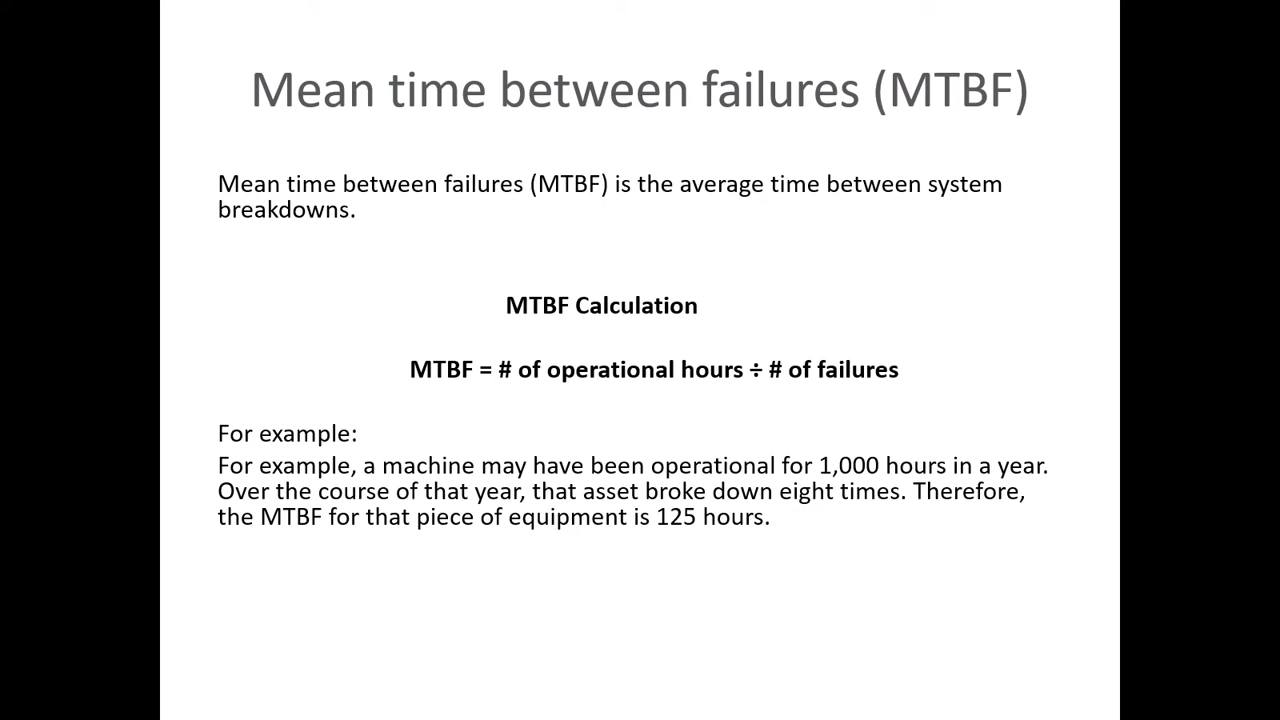 Mean time between failures (MTBF)
Mean time between failures (MTBF) is the average time between system
breakdowns.
MTBF Calculation
MTBF = # of operational hours ÷ # of failures
For example:
For example, a machine may have been operational for 1,000 hours in a year.
Over the course of that year, that asset broke down eight times. Therefore,
the MTBF for that piece of equipment is 125 hours.